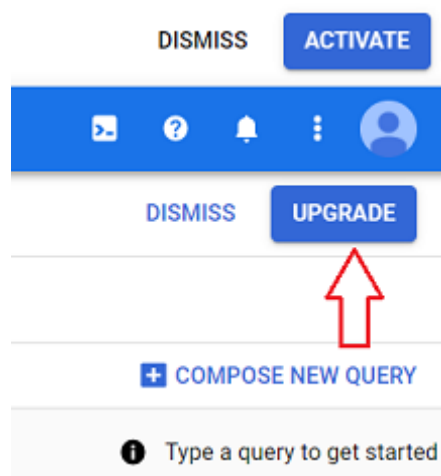 DISMISS ACTIVATE
DISMISS UPGRADE
COMPOSE NEW QUERY
Type a query to get started